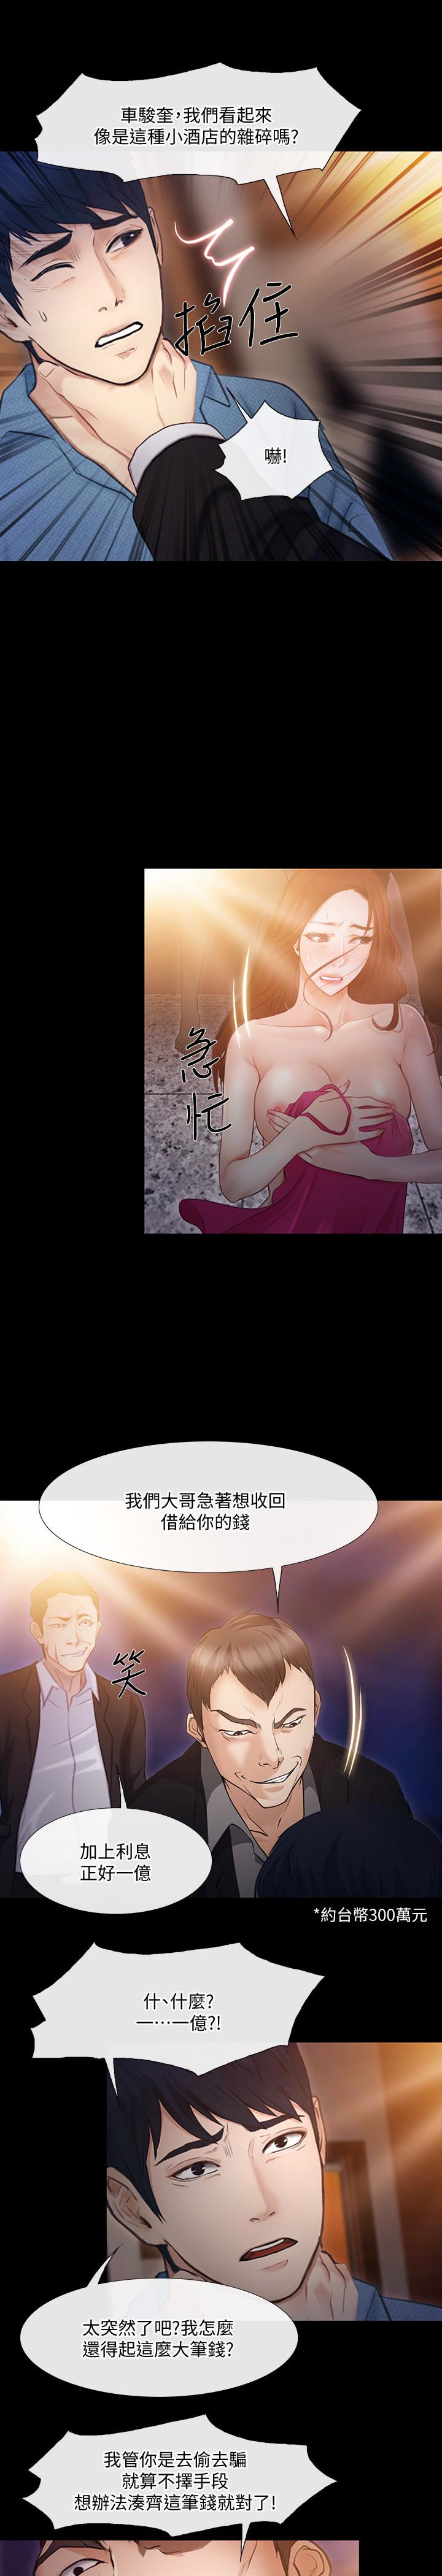 車駿奎,我們看起來
像是這種小酒店的雜碎嗎?
掐住
嚇!
急忙
我們大哥急著想收回
借給你的錢
笑
加上利息
正好一億
*約台幣300萬元
什、什麼?
一…一億?!
太突然了吧?我怎麼
還得起這麼大筆錢?
我管你是去偷去騙
就算不擇手段
想辦法湊齊這筆錢就對了!